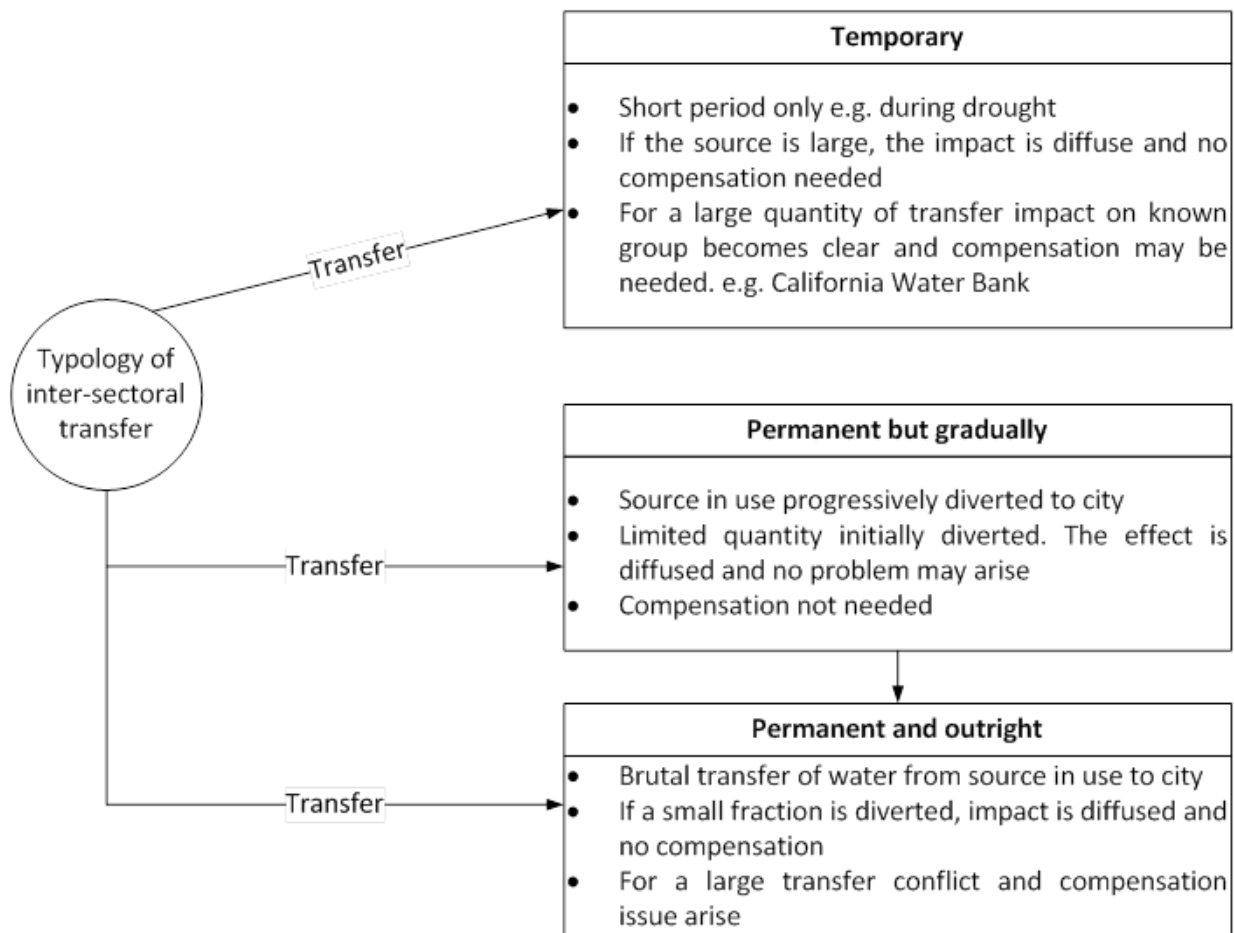 Temporary
• Short period only e.g. during drought
• If the source is large, the impact is diffuse and no
compensation needed
• For a large quantity of transfer impact on known
group becomes clear and compensation may be
needed. e.g. California Water Bank
Transfer
Typology of
inter-sectoral
transfer
Permanent but gradually
• Source in use progressively diverted to city
• Limited quantity initially diverted. The effect is
diffused and no problem may arise
• Compensation not needed
Transfer
Permanent and outright
• Brutal transfer of water from source in use to city
• If a small fraction is diverted, impact is diffused and
no compensation
• For a large transfer conflict and compensation
issue arise
Transfer